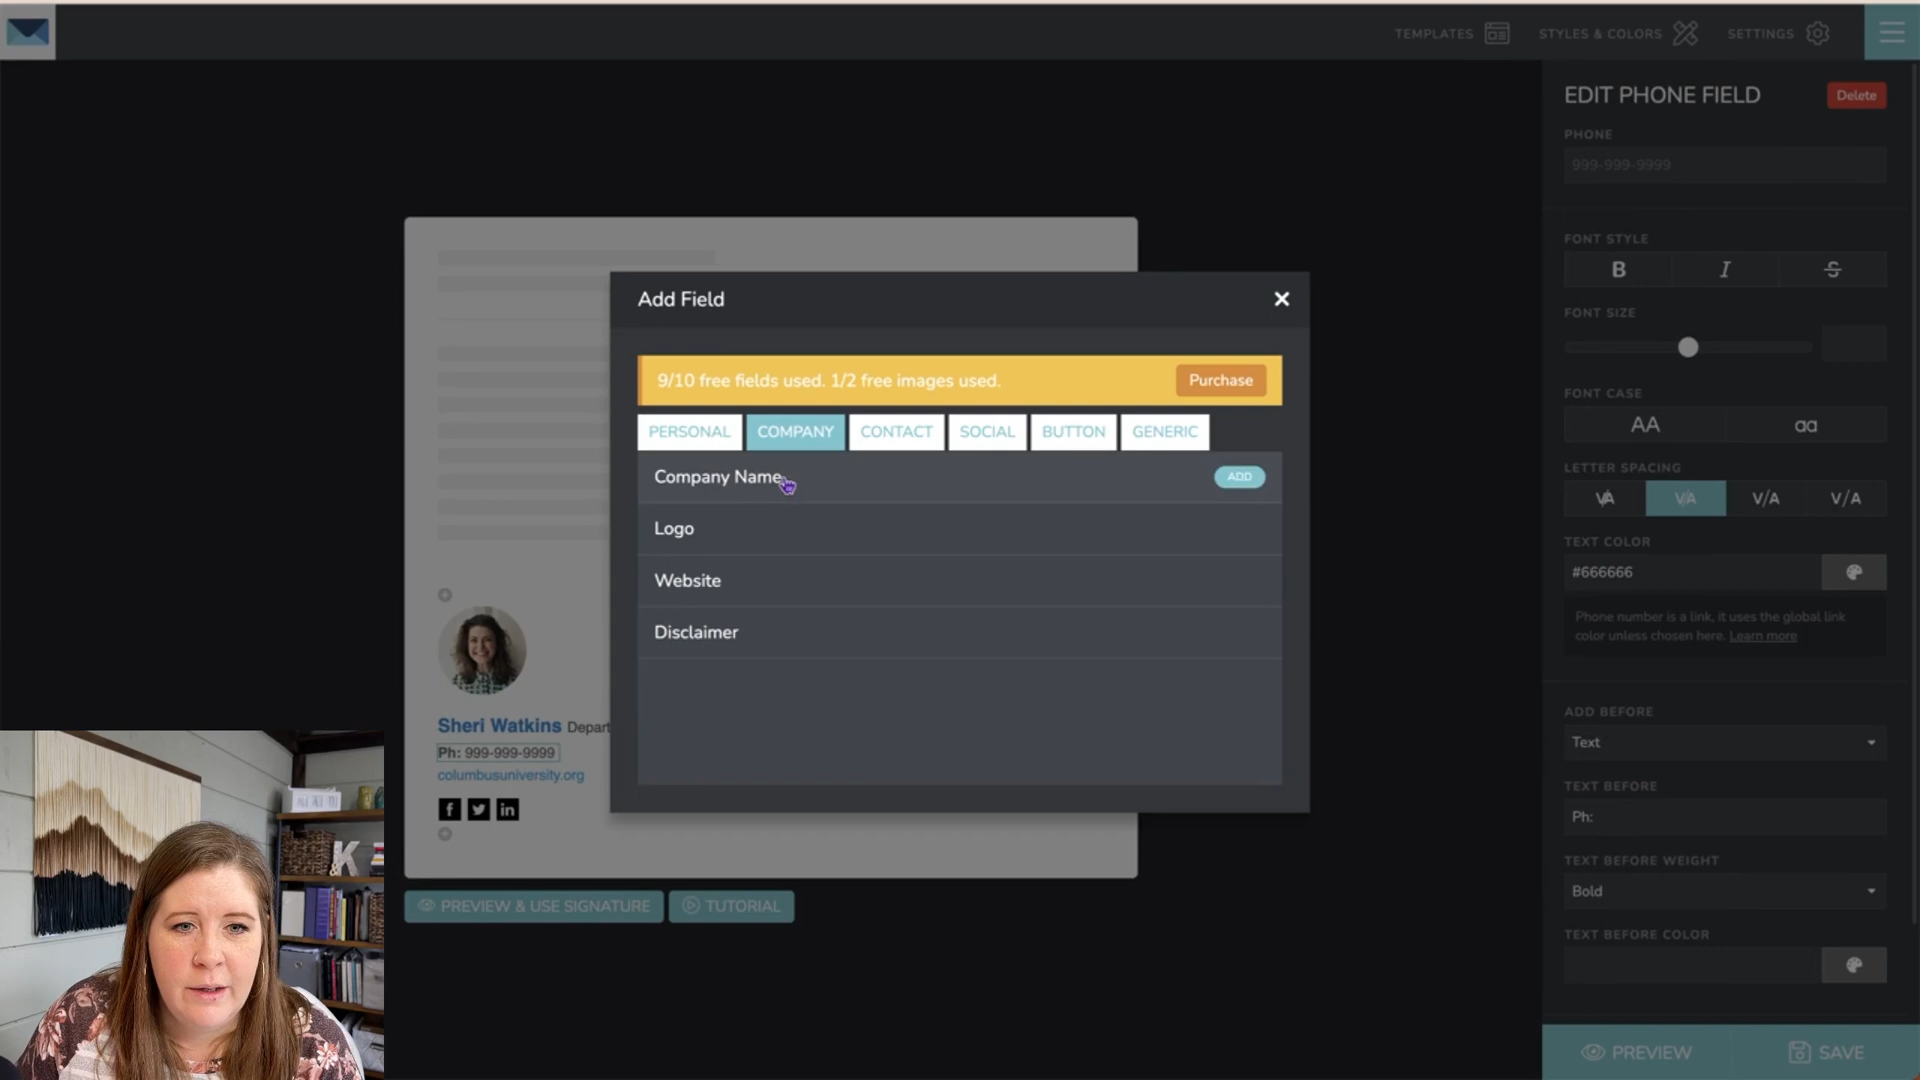 TEMPLATES
STYLES & COLORS
SETTINGS
EDIT PHONE FIELD
Delete
PHONE
999-999-9999
FONT STYLE
B I S
FONT SIZE
FONT CASE
AA aa
LETTER SPACING
V/A V/A V/A V/A
TEXT COLOR
#666666
Phone number is a link, it uses the global link
color unless chosen here. Learn more
ADD BEFORE
Text
TEXT BEFORE
Ph:
TEXT BEFORE WEIGHT
Bold
TEXT BEFORE COLOR
PREVIEW
SAVE
Add Field
9/10 free fields used. 1/2 free images used.
Purchase
PERSONAL COMPANY CONTACT SOCIAL BUTTON GENERIC
Company Name
ADD
Logo
Website
Disclaimer
Sheri Watkins Depart
Ph: 999-999-9999
columbusuniversity.org
PREVIEW & USE SIGNATURE
TUTORIAL
K